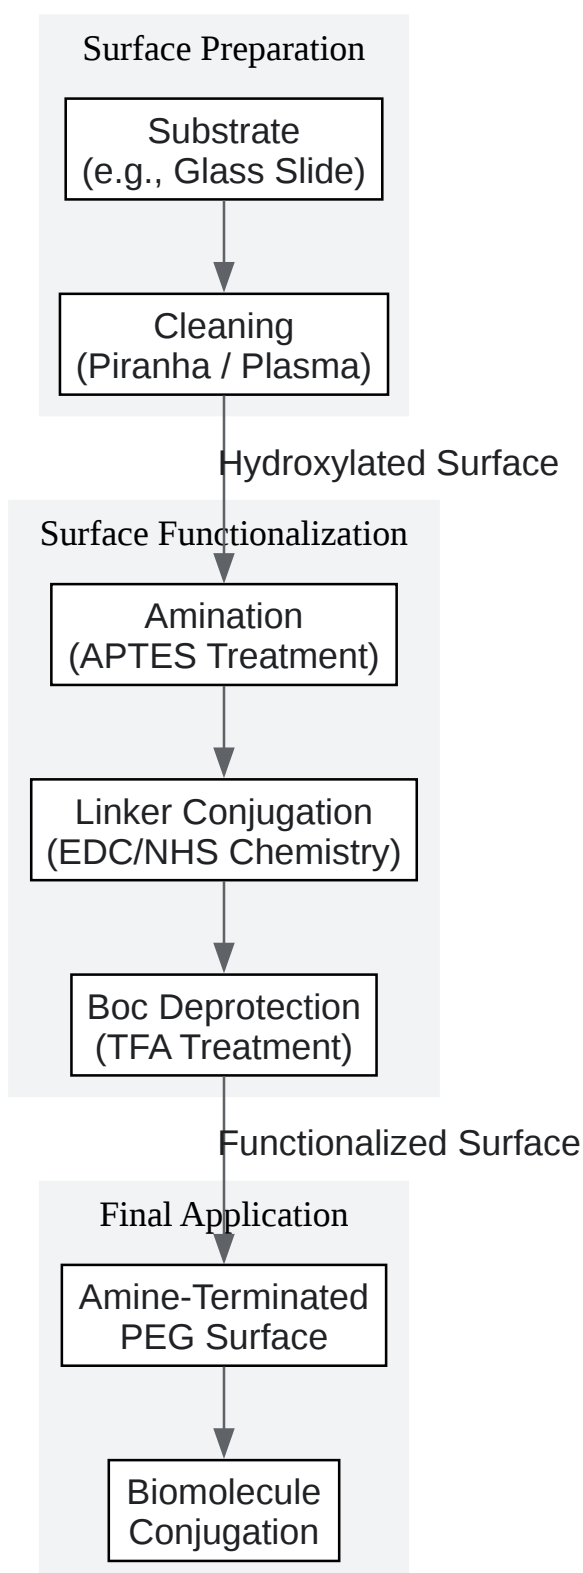 Surface Preparation
Substrate
(e.g., Glass Slide)
Cleaning
(Piranha / Plasma)
Hydroxylated Surface
Surface Functionalization
Amination
(APTES Treatment)
Linker Conjugation
(EDC/NHS Chemistry)
Boc Deprotection
(TFA Treatment)
Functionalized Surface
Final Application
Amine-Terminated
PEG Surface
Biomolecule
Conjugation